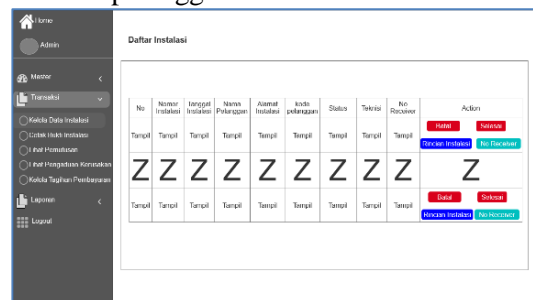 Home
Admin
Daftar Instalasi
Master
Transaksi
Kelola Data Instalasi
Cetak Bukti Instalasi
Lihat Pemutusan
Lihat Pengaduan Kerusakan
Kelola Tagihan Pembayaran
Laporan
Logout
No Nomor Instalasi Tanggal Instalasi Nama Pelanggan Alamat Instalasi kode pelanggan Status Teknisi No Receiver Action
Tampil Tampil Tampil Tampil Tampil Tampil Tampil Tampil Tampil Batal Selesai
Rincian Instalasi No Receiver
Z Z Z Z Z Z Z Z Z Z
Tampil Tampil Tampil Tampil Tampil Tampil Tampil Tampil Tampil Batal Selesai
Rincian Instalasi No Receiver